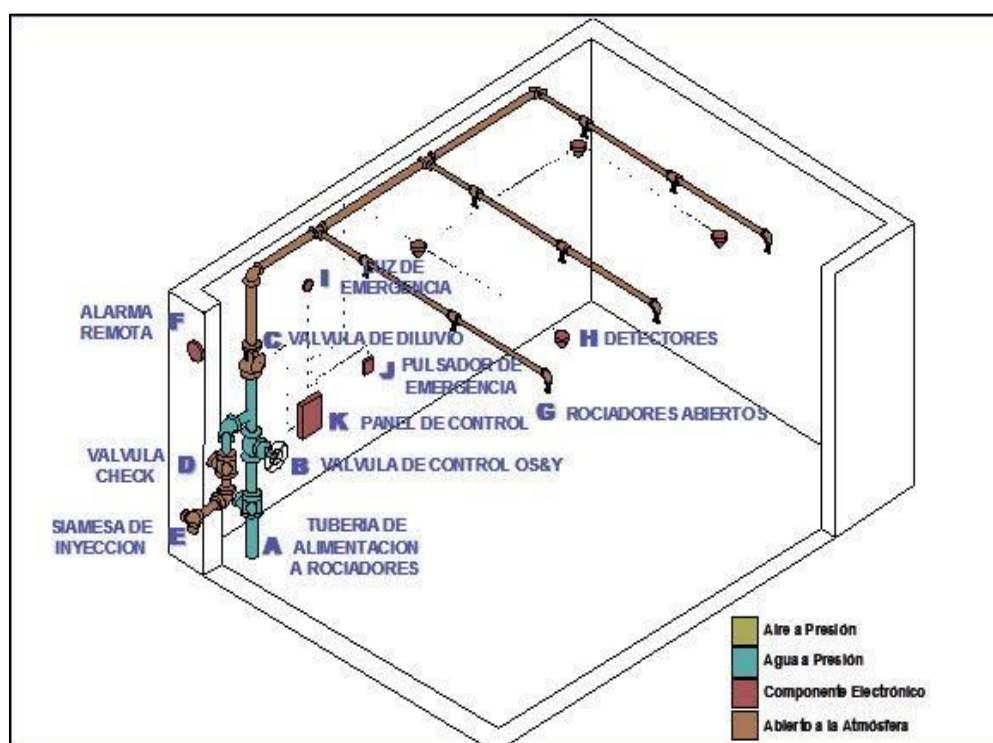 I LUZ DE
EMERGENCIA
ALARMA
REMOTA
F
C VALVULA DE DILUVIO
H DETECTORES
J PULSADOR DE
EMERGENCIA
G ROCIADORES ABIERTOS
K PANEL DE CONTROL
VALVULA
CHECK
D
B VALVULA DE CONTROL OS&Y
SIAMESA DE
INYECCION
E
A TUBERIA DE
ALIMENTACION
A ROCIADORES
Aire a Presión
Agua a Presión
Componente Electrónico
Abierto a la Atmósfera